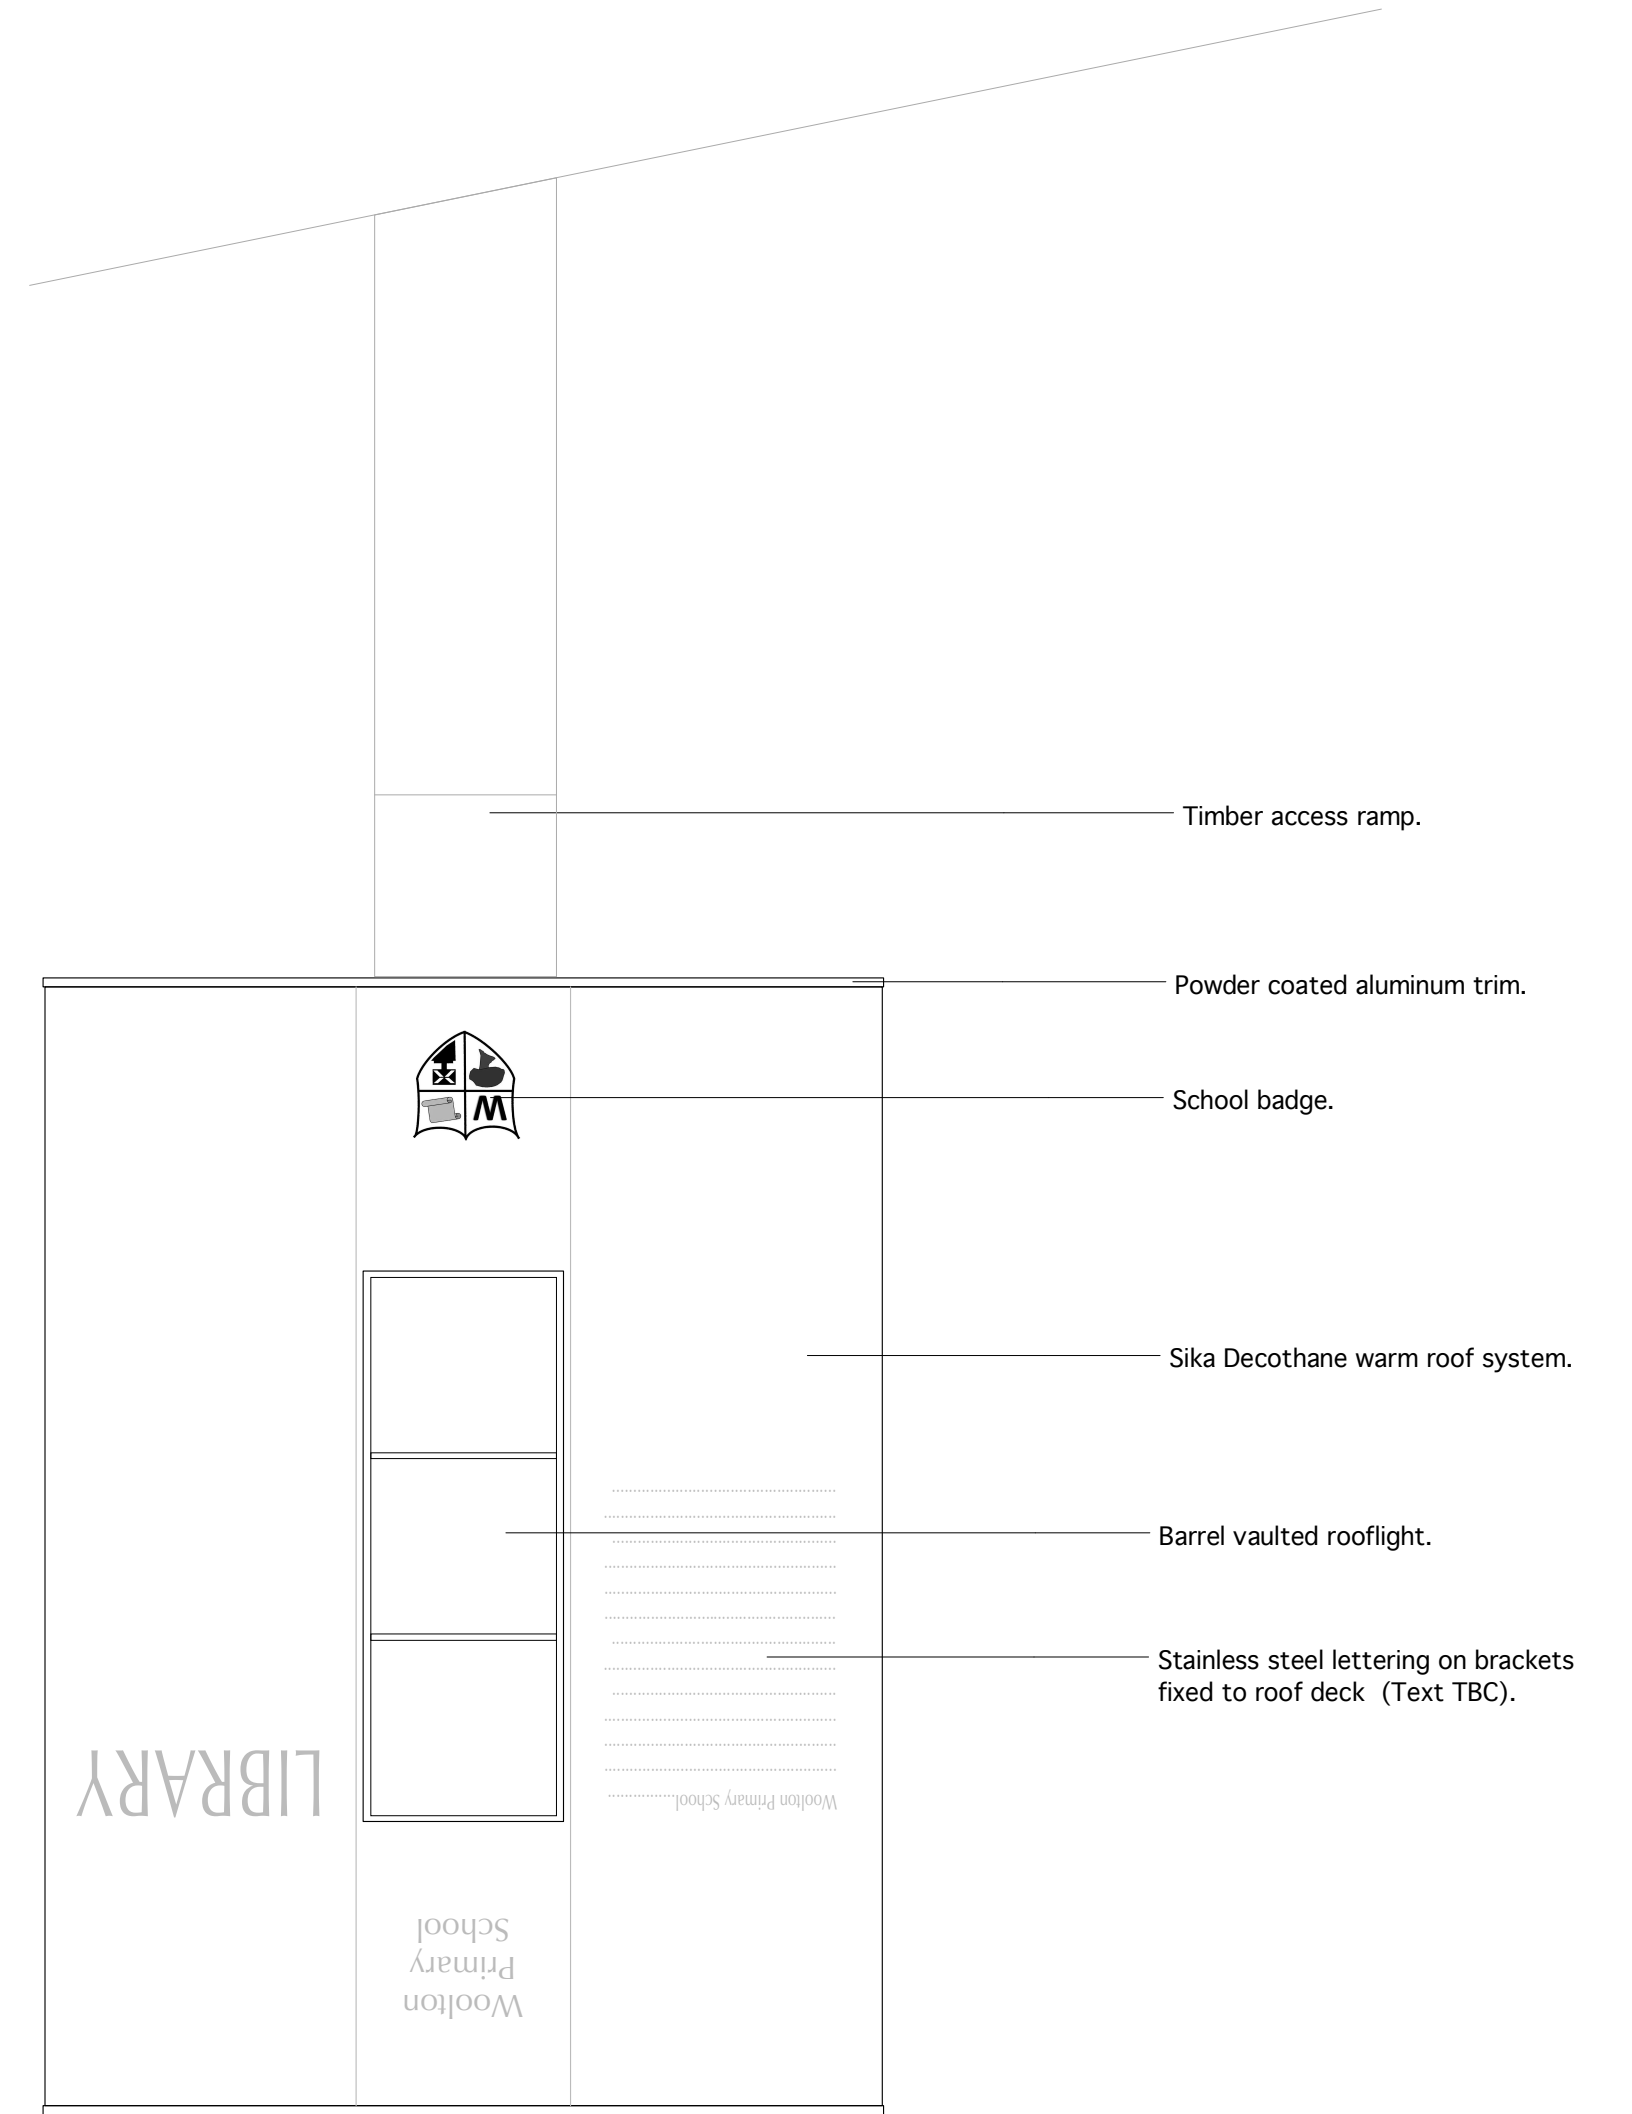 Timber access ramp.
Powder coated aluminum trim.
W
School badge.
Sika Decothane warm roof system.
Barrel vaulted rooflight.
Stainless steel lettering on brackets
fixed to roof deck (Text TBC).
LIBRARY
Woolton Primary School................
Woolton
Primary
School